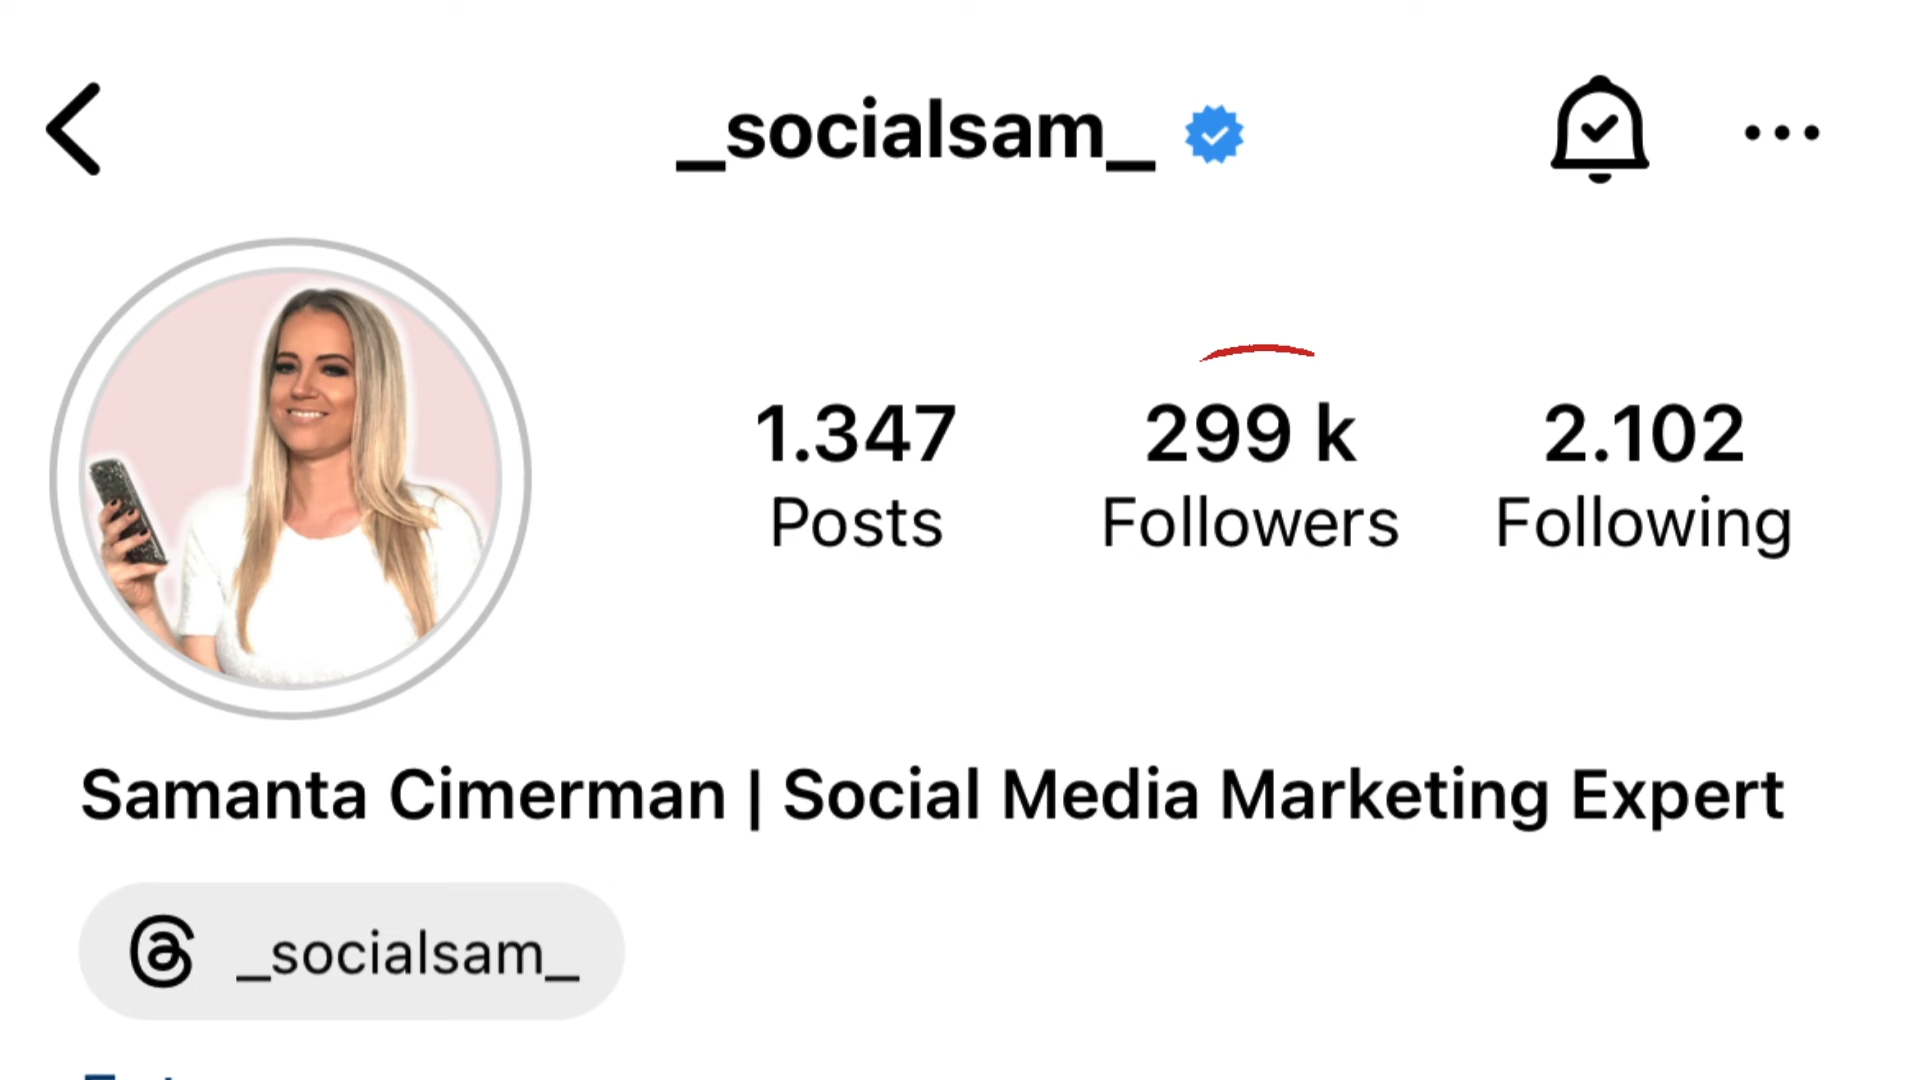 _socialsam_
1.347 299 k 2.102
Posts Followers Following
Samanta Cimerman | Social Media Marketing Expert
_socialsam_